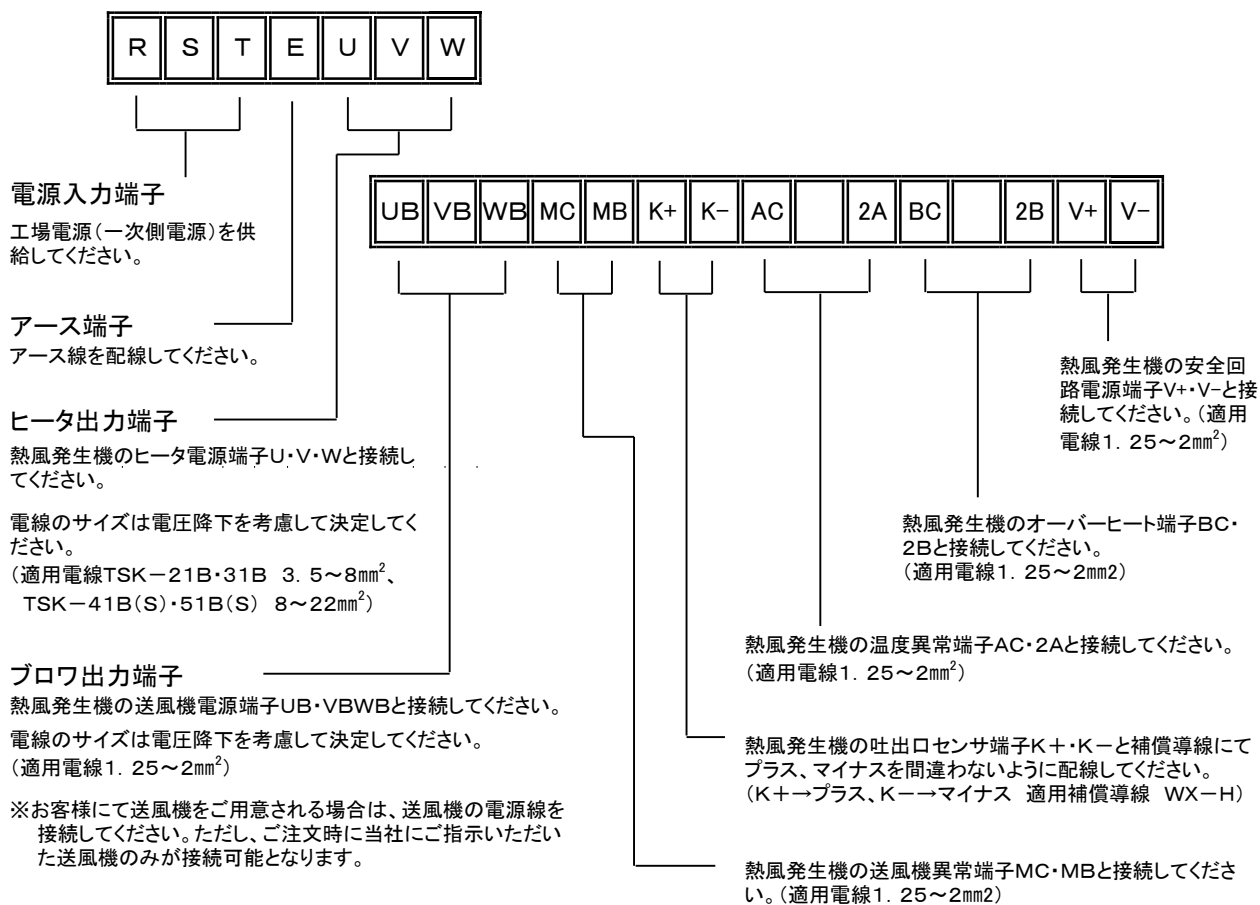 R S T E U V W
電源入力端子
工場電源(一次側電源)を供
給してください。
アース端子
アース線を配線してください。
ヒータ出力端子
熱風発生機のヒータ電源端子U・V・Wと接続し
てください。
電線のサイズは電圧降下を考慮して決定してく
ださい。
(適用電線TSK-21B・31B 3. 5~8㎜²、
TSK-41B(S)・51B(S) 8~22㎜²)
ブロワ出力端子
熱風発生機の送風機電源端子UB・VBWBと接続してください。
電線のサイズは電圧降下を考慮して決定してください。
(適用電線1. 25~2㎜²)
※お客様にて送風機をご用意される場合は、送風機の電源線を
接続してください。ただし、ご注文時に当社にご指示いただい
た送風機のみが接続可能となります。
UB VB WB MC MB K+ K- AC 2A BC 2B V+ V-
熱風発生機の安全回
路電源端子V+・V-と接
続してください。(適用
電線1. 25~2㎜²)
熱風発生機のオーバーヒート端子BC・
2Bと接続してください。
(適用電線1. 25~2㎜2)
熱風発生機の温度異常端子AC・2Aと接続してください。
(適用電線1. 25~2㎜²)
熱風発生機の吐出口センサ端子K+・K-と補償導線にて
プラス、マイナスを間違わないように配線してください。
(K+→プラス、K-→マイナス 適用補償導線 WX-H)
熱風発生機の送風機異常端子MC・MBと接続してくださ
い。(適用電線1. 25~2㎜2)